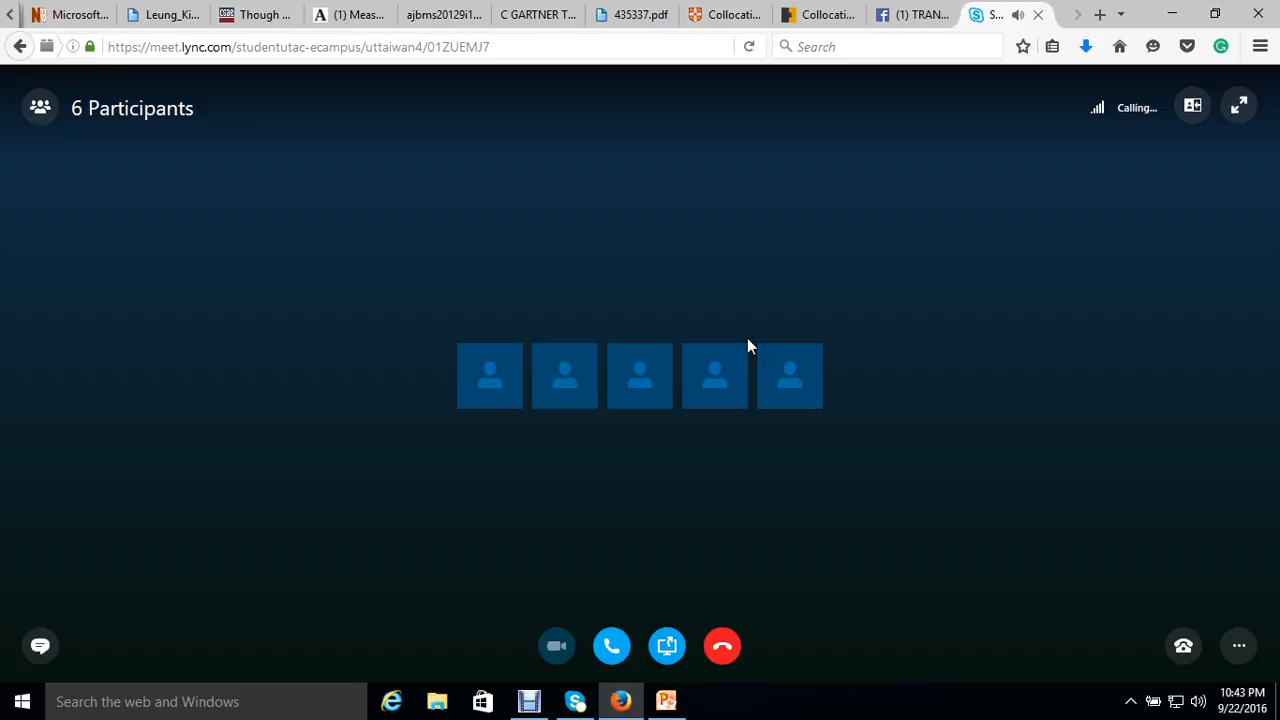 Microsoft...
Leung_Ki...
Though ...
A (1) Meas...
ajbms20129i1...
C GARTNER T...
435337.pdf
Collocati...
Collocati...
(1) TRAN...
S...
https://meet.lync.com/studentutac-ecampus/uttaiwan4/01ZUEMJ7
Search
6 Participants
Calling...
Search the web and Windows
10:43 PM
9/22/2016